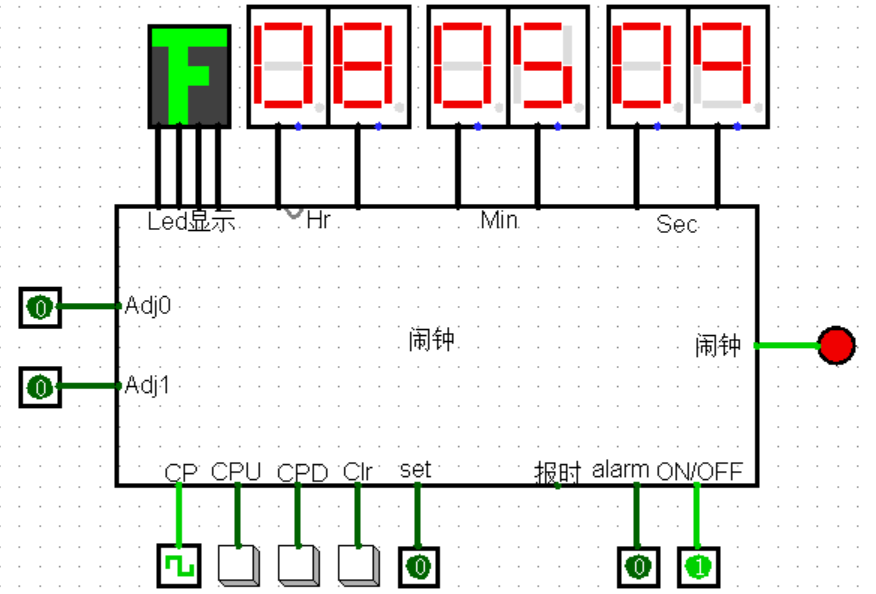 F 08 05 09
Led显示 Hr Min Sec
0 Adj0
闹钟 闹钟
0 Adj1
CP CPU CPD Clr set 报时 alarm ON/OFF
0 0 1